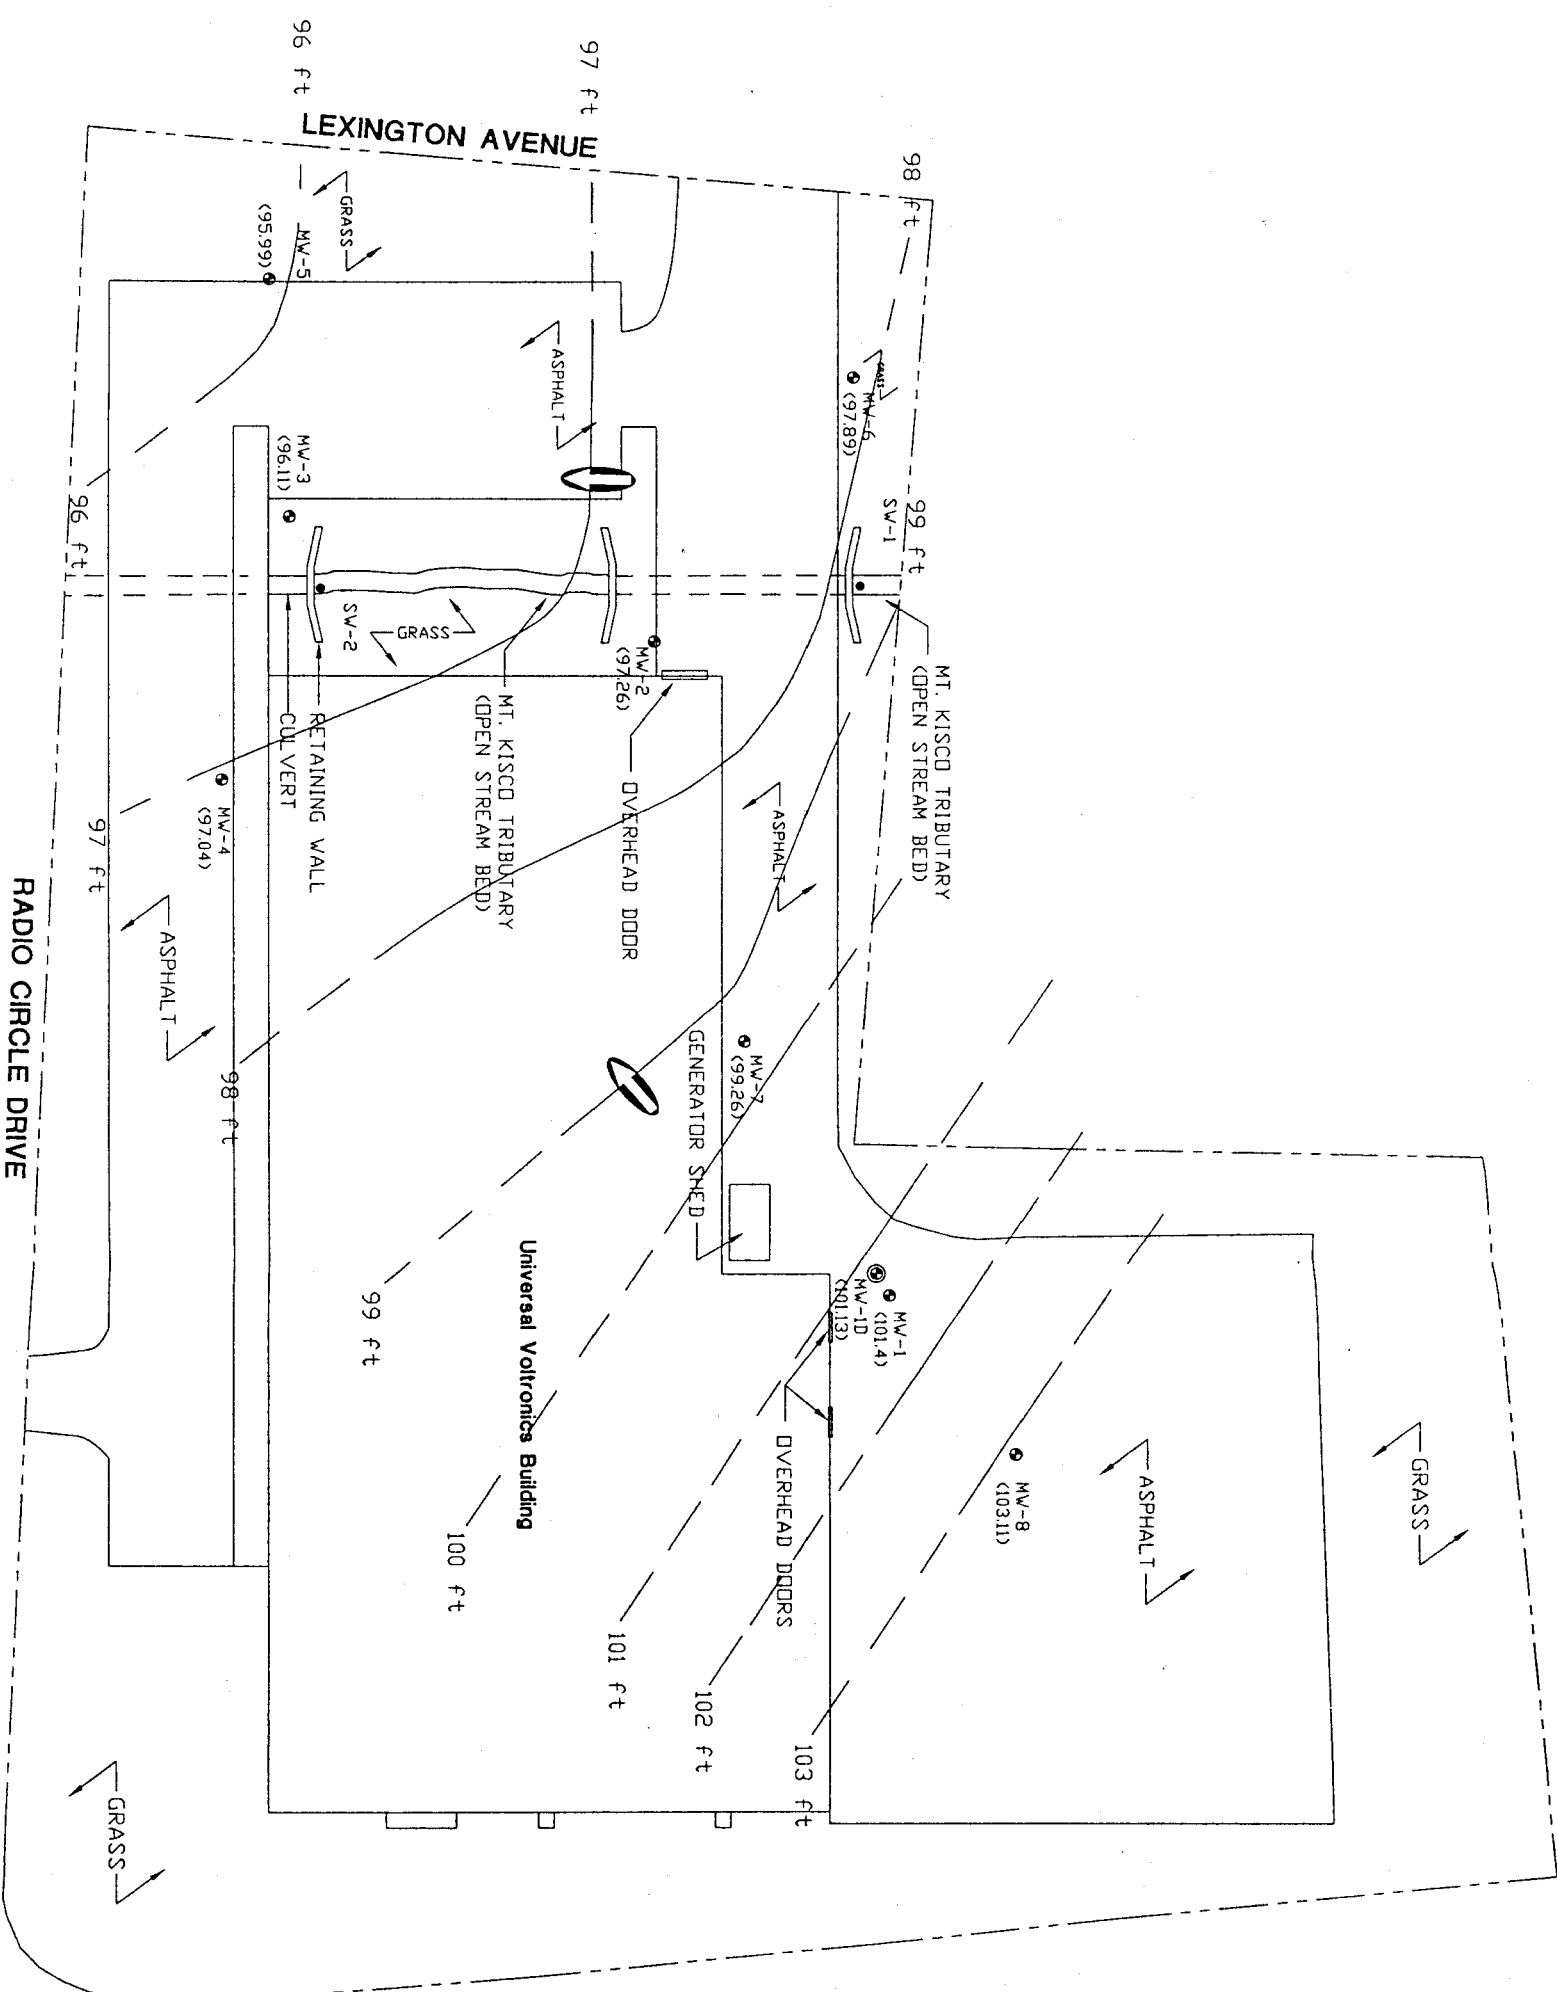 96 ft
97 ft
98 ft
LEXINGTON AVENUE
GRASS
MW-5
(95.99)
ASPHALT
GRASS
MW-6
(97.89)
MW-3
(96.11)
96 ft
99 ft
SW-1
SW-2
GRASS
MW-2
(97.26)
MT. KISCO TRIBUTARY
(OPEN STREAM BED)
MT. KISCO TRIBUTARY
(OPEN STREAM BED)
RETAINING WALL
CULVERT
OVERHEAD DOOR
ASPHALT
MW-4
(97.04)
97 ft
ASPHALT
RADIO CIRCLE DRIVE
98 ft
MW-7
(99.26)
GENERATOR SHED
99 ft
Universal Voltronics Building
MW-1
(101.4)
MW-1D
(101.13)
OVERHEAD DOORS
MW-8
(103.11)
ASPHALT
GRASS
100 ft
101 ft
102 ft
103 ft
GRASS